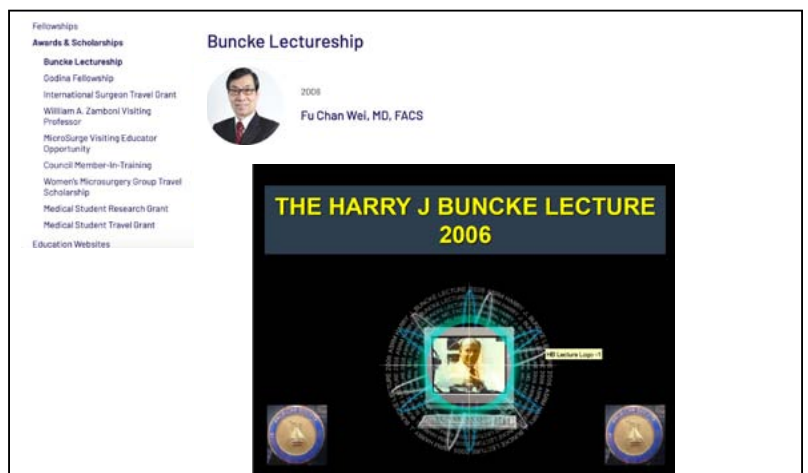 Fellowships
Awards & Scholarships
Buncke Lectureship
Godina Fellowship
International Surgeon Travel Grant
William A. Zamboni Visiting
Professor
MicroSurge Visiting Educator
Opportunity
Council Member-In-Training
Women's Microsurgery Group Travel
Scholarship
Medical Student Research Grant
Medical Student Travel Grant
Education Websites
Buncke Lectureship
2006
Fu Chan Wei, MD, FACS
THE HARRY J BUNCKE LECTURE
2006
HB Lecture Logo -1